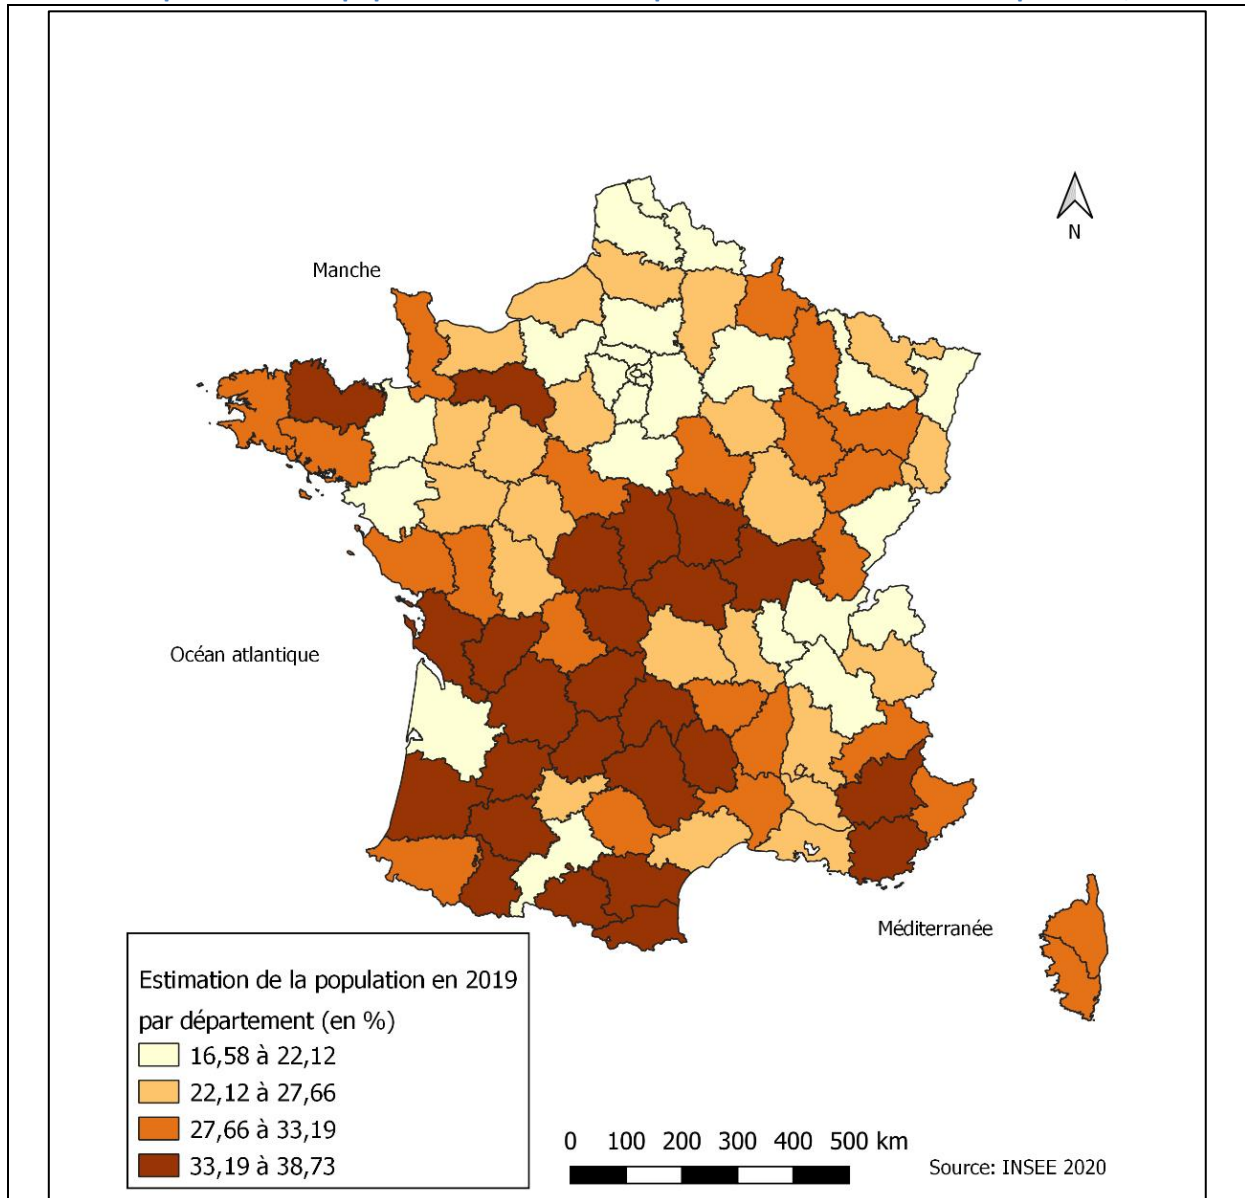 N
Manche
Océan atlantique
Méditerranée
Estimation de la population en 2019
par département (en %)
16,58 à 22,12
22,12 à 27,66
27,66 à 33,19
33,19 à 38,73
0 100 200 300 400 500 km
Source: INSEE 2020